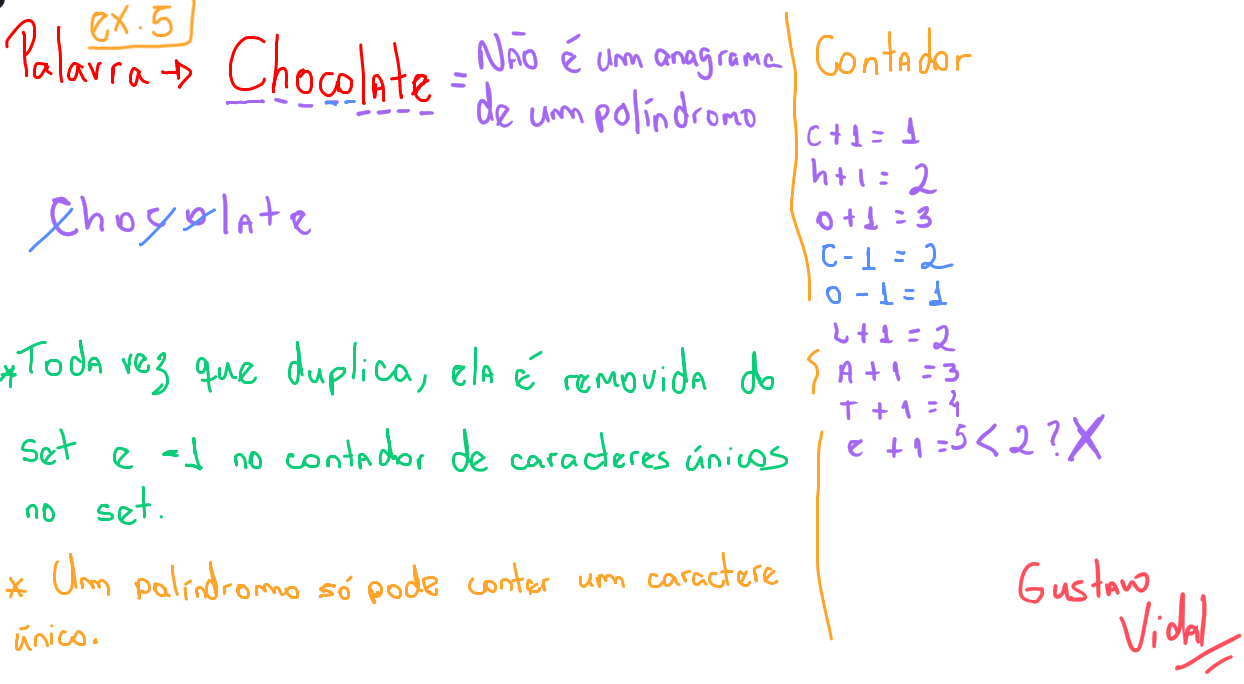 ex.5
Palavra → Chocolate = Não é um anagrama
de um políndromo
Chocolate
* Toda vez que duplica, ela é removida do
set e -1 no contador de caracteres únicos
no set.
* Um palíndromo só pode conter um caractere
único.
Contador
C+1=1
h+1=2
o+1=3
C-1=2
o-1=1
L+1=2
A+1=3
T+1=4
e+1=5<2? X
Gustavo
Vidal